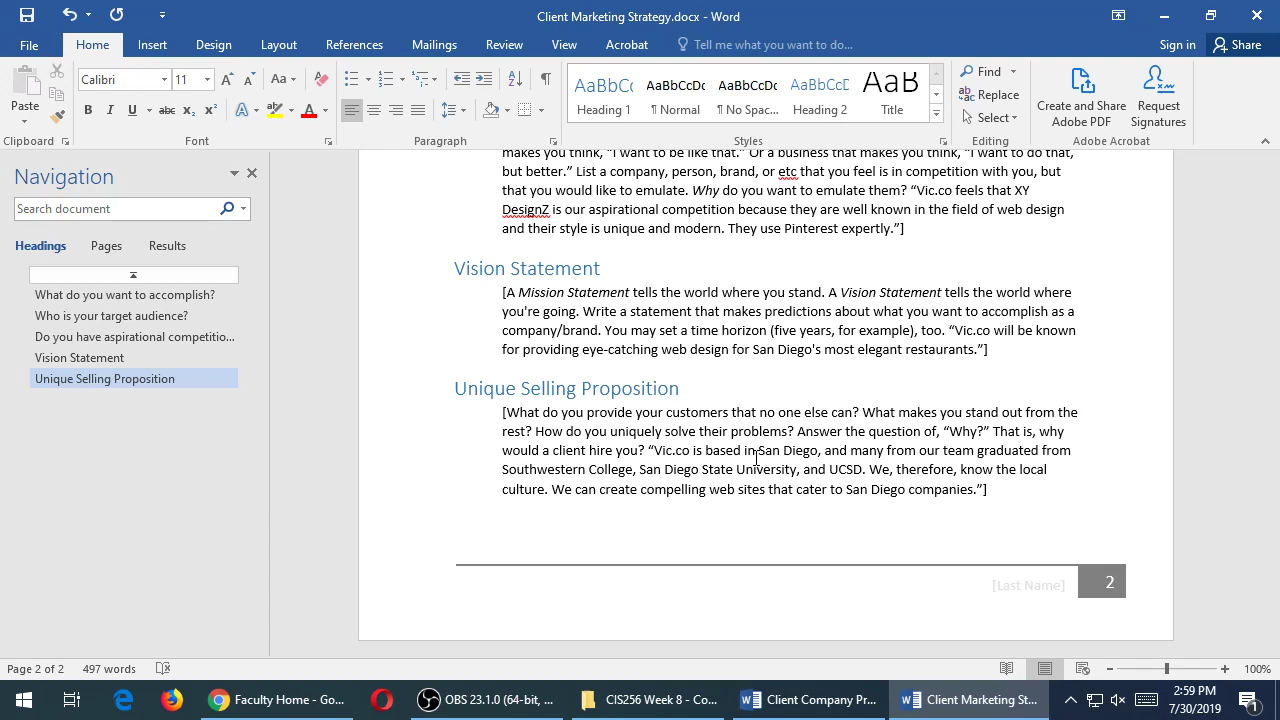 Client Marketing Strategy.docx - Word
File Home Insert Design Layout References Mailings Review View Acrobat Tell me what you want to do... Sign in Share
Paste
Clipboard
Calibri 11 Aa
B I U abc x₂ x² A A
Font
Paragraph
AaBbCc AaBbCcDc AaBbCcDc AaBbCcD AaB
Heading 1 ¶ Normal ¶ No Spac... Heading 2 Title
Styles
Find
Replace
Select
Editing
Create and Share
Adobe PDF
Request
Signatures
Adobe Acrobat
Navigation
Search document
Headings Pages Results
What do you want to accomplish?
Who is your target audience?
Do you have aspirational competitio...
Vision Statement
Unique Selling Proposition
makes you think, “I want to be like that.” Or a business that makes you think, “I want to do that,
but better.” List a company, person, brand, or etc that you feel is in competition with you, but
that you would like to emulate. Why do you want to emulate them? “Vic.co feels that XY
DesignZ is our aspirational competition because they are well known in the field of web design
and their style is unique and modern. They use Pinterest expertly.”]
Vision Statement
[A Mission Statement tells the world where you stand. A Vision Statement tells the world where
you're going. Write a statement that makes predictions about what you want to accomplish as a
company/brand. You may set a time horizon (five years, for example), too. “Vic.co will be known
for providing eye-catching web design for San Diego's most elegant restaurants.”]
Unique Selling Proposition
[What do you provide your customers that no one else can? What makes you stand out from the
rest? How do you uniquely solve their problems? Answer the question of, “Why?” That is, why
would a client hire you? “Vic.co is based in San Diego, and many from our team graduated from
Southwestern College, San Diego State University, and UCSD. We, therefore, know the local
culture. We can create compelling web sites that cater to San Diego companies.”]
[Last Name] 2
Page 2 of 2 497 words 100%
Faculty Home - Go... OBS 23.1.0 (64-bit, ... CIS256 Week 8 - Co... Client Company Pr... Client Marketing St...
2:59 PM
7/30/2019
1